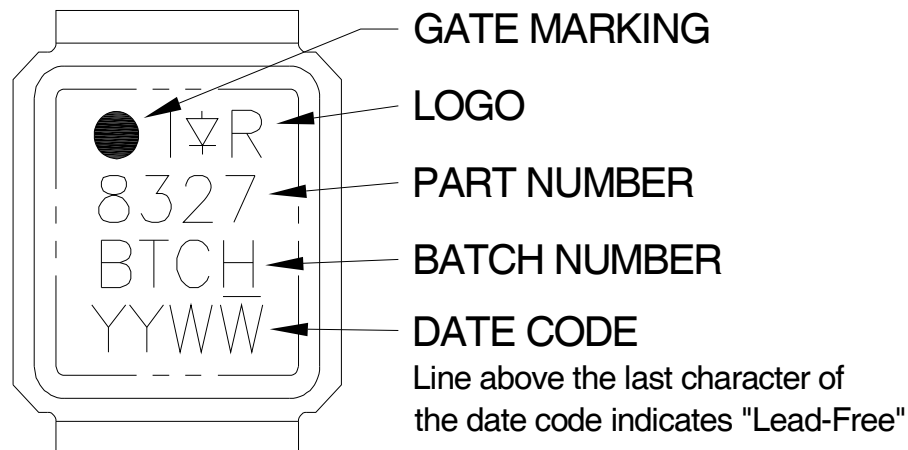 GATE MARKING
I R
LOGO
8327
PART NUMBER
BTCH
BATCH NUMBER
YYWW
DATE CODE
Line above the last character of
the date code indicates "Lead-Free"